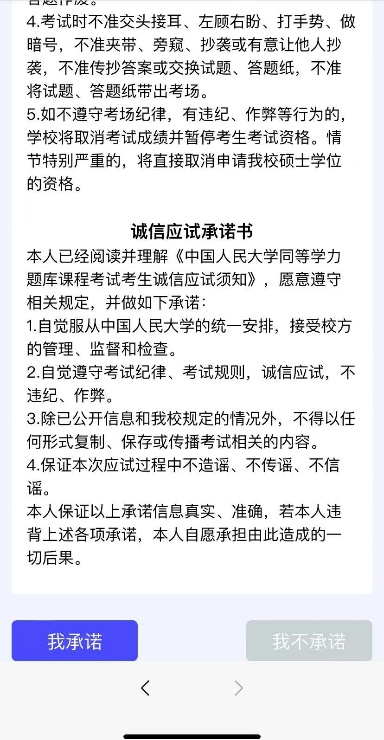 答题作废。
4.考试时不准交头接耳、左顾右盼、打手势、做
暗号，不准夹带、旁窥、抄袭或有意让他人抄
袭，不准传抄答案或交换试题、答题纸，不准
将试题、答题纸带出考场。
5.如不遵守考场纪律，有违纪、作弊等行为的，
学校将取消考试成绩并暂停考生考试资格。情
节特别严重的，将直接取消申请我校硕士学位
的资格。
诚信应试承诺书
本人已经阅读并理解《中国人民大学同等学力
题库课程考试考生诚信应试须知》，愿意遵守
相关规定，并做如下承诺：
1.自觉服从中国人民大学的统一安排，接受校方
的管理、监督和检查。
2.自觉遵守考试纪律、考试规则，诚信应试，不
违纪、作弊。
3.除已公开信息和我校规定的情况外，不得以任
何形式复制、保存或传播考试相关的内容。
4.保证本次应试过程中不造谣、不传谣、不信
谣。
本人保证以上承诺信息真实、准确，若本人违
背上述各项承诺，本人自愿承担由此造成的一
切后果。
我承诺
我不承诺